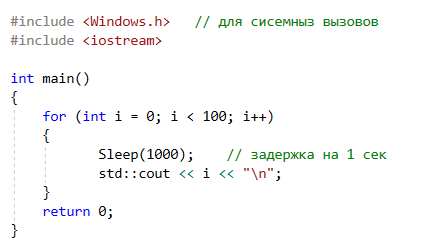 #include <Windows.h>   // для сисемныз вызовов
#include <iostream>
int main()
{
    for (int i = 0; i < 100; i++)
    {
           Sleep(1000);    // задержка на 1 сек
           std::cout << i << "\n";
    }
    return 0;
}